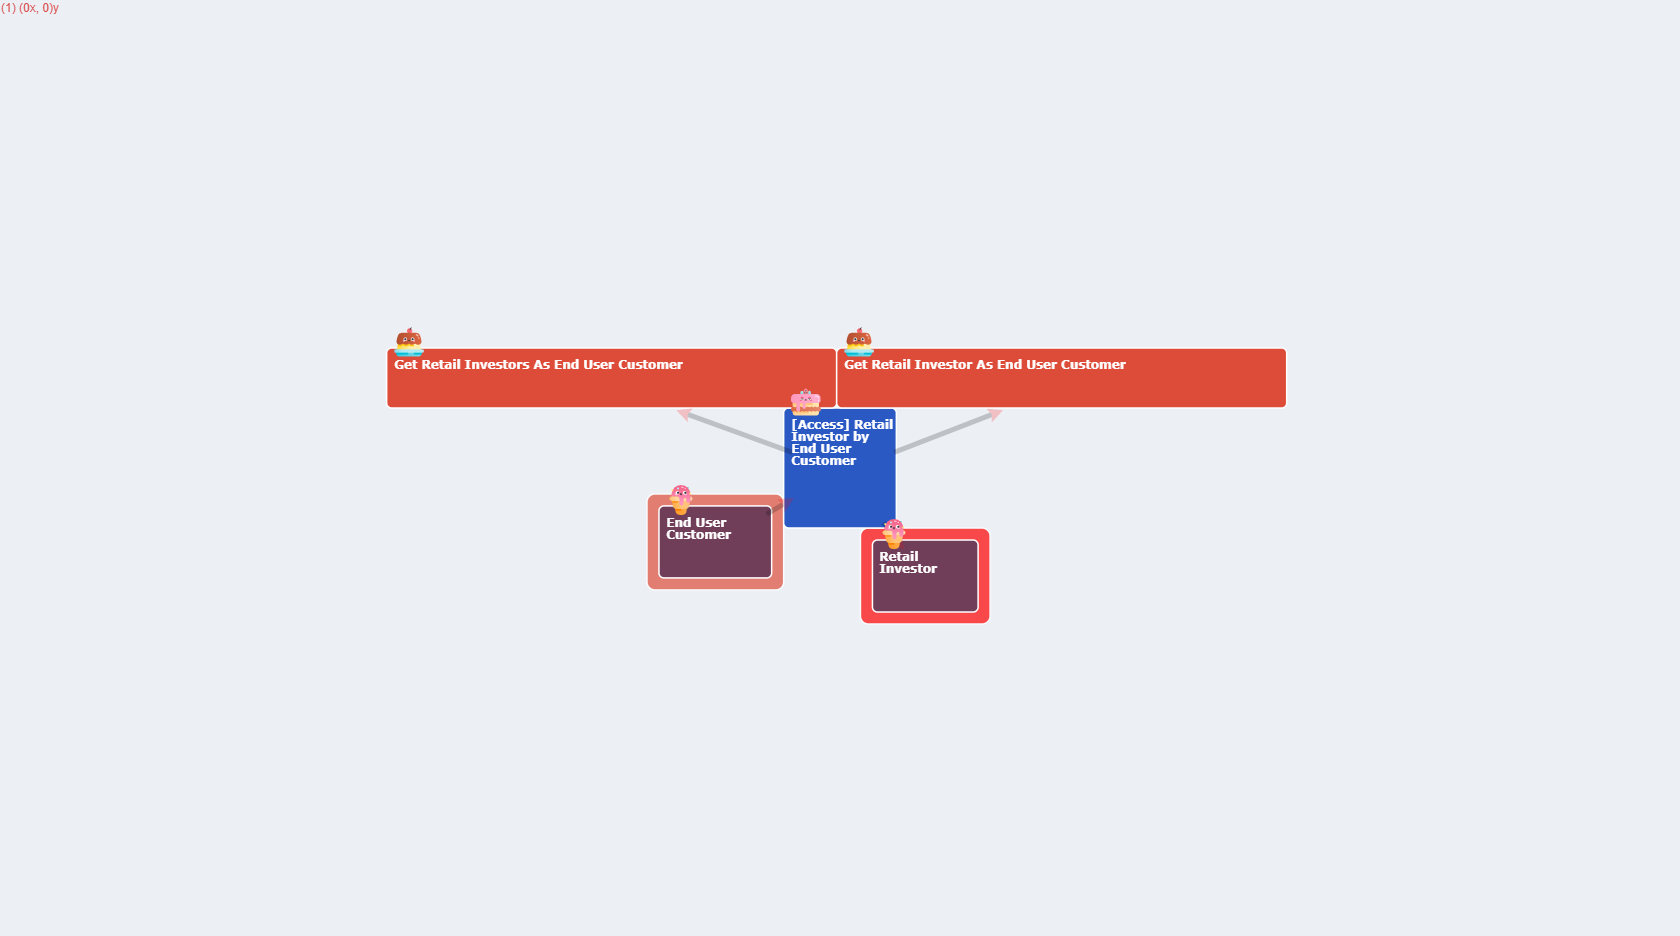 (1) (0x, 0)y
Get Retail Investors As End User Customer
Get Retail Investor As End User Customer
[Access] Retail
Investor by
End User
Customer
End User
Customer
Retail
Investor